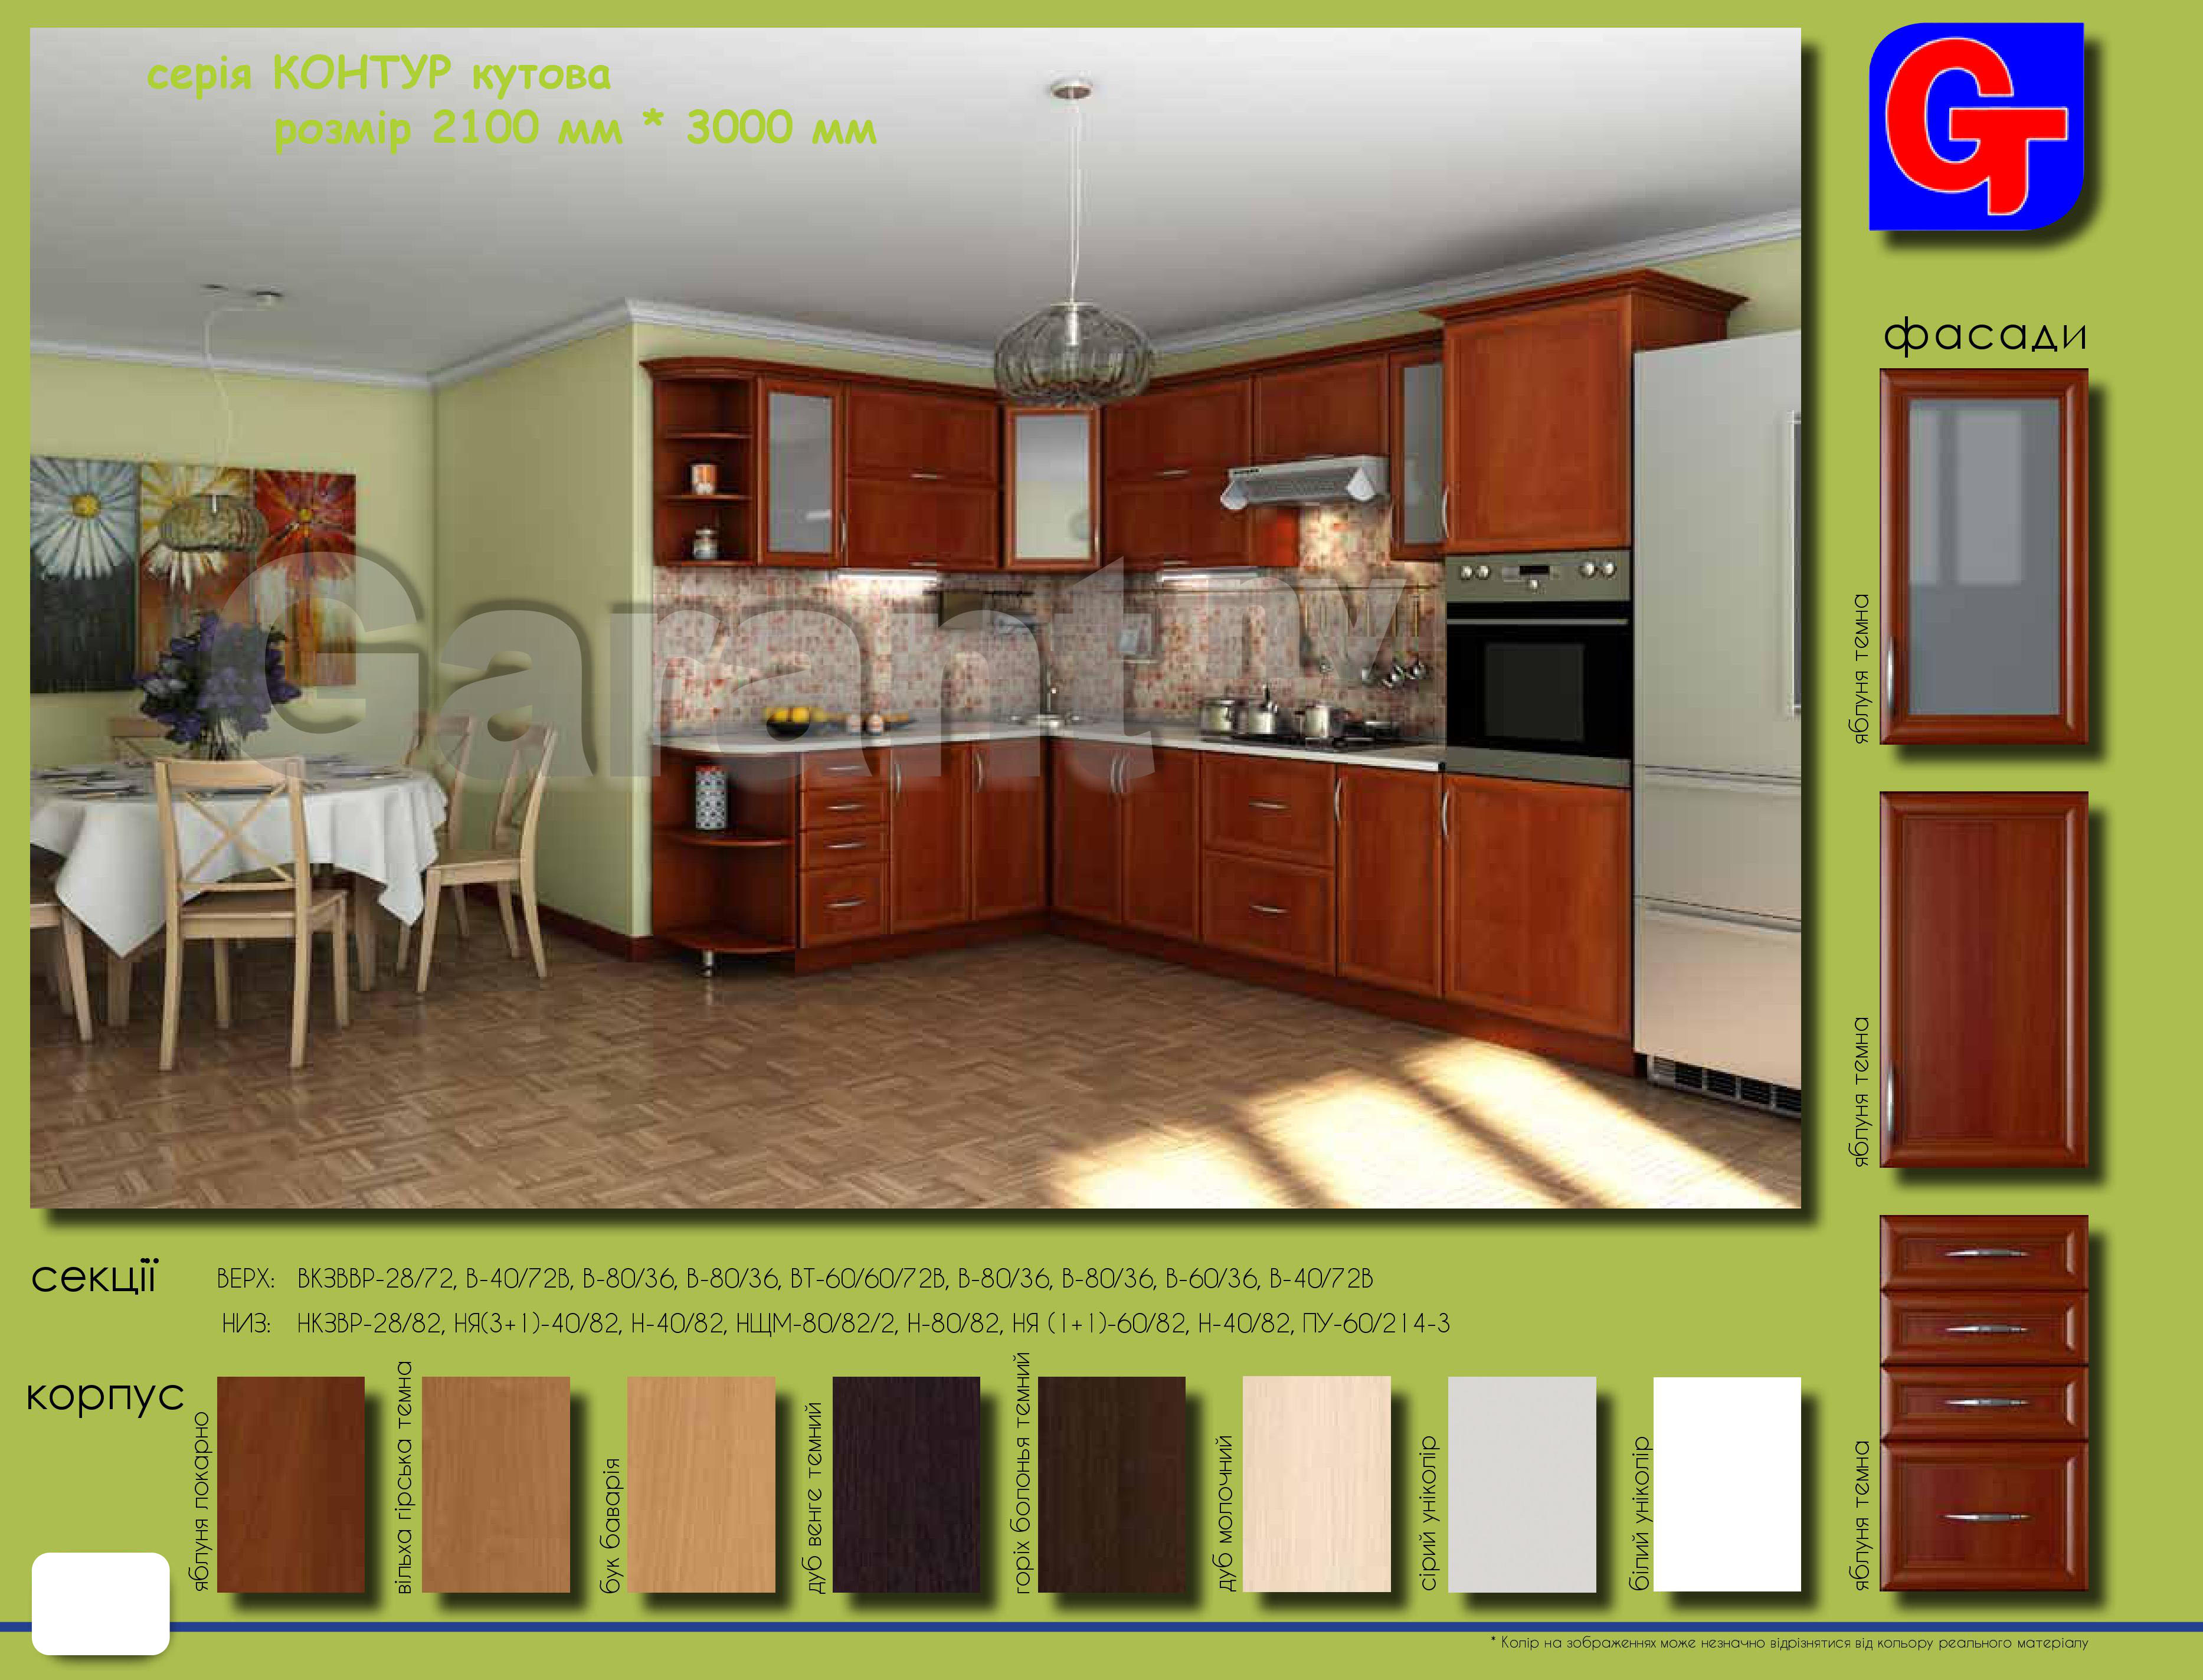 серія КОНТУР кутова
розмір 2100 мм * 3000 мм
GT
фасади
яблуня темна
яблуня темна
яблуня темна
Garant NV
секції
ВЕРХ: ВКЗВВР-28/72, В-40/72В, В-80/36, В-80/36, ВТ-60/60/72В, В-80/36, В-80/36, В-60/36, В-40/72В
НИЗ: НКЗВР-28/82, НЯ(3+1)-40/82, Н-40/82, НЩМ-80/82/2, Н-80/82, НЯ (1+1)-60/82, Н-40/82, ПУ-60/214-3
корпус
яблуня локарно
вільха гірська темна
бук баварія
дуб венге темний
горіх болонья темний
дуб молочний
сірий уніколір
білий уніколір
* Колір на зображеннях може незначно відрізнятися від кольору реального матеріалу